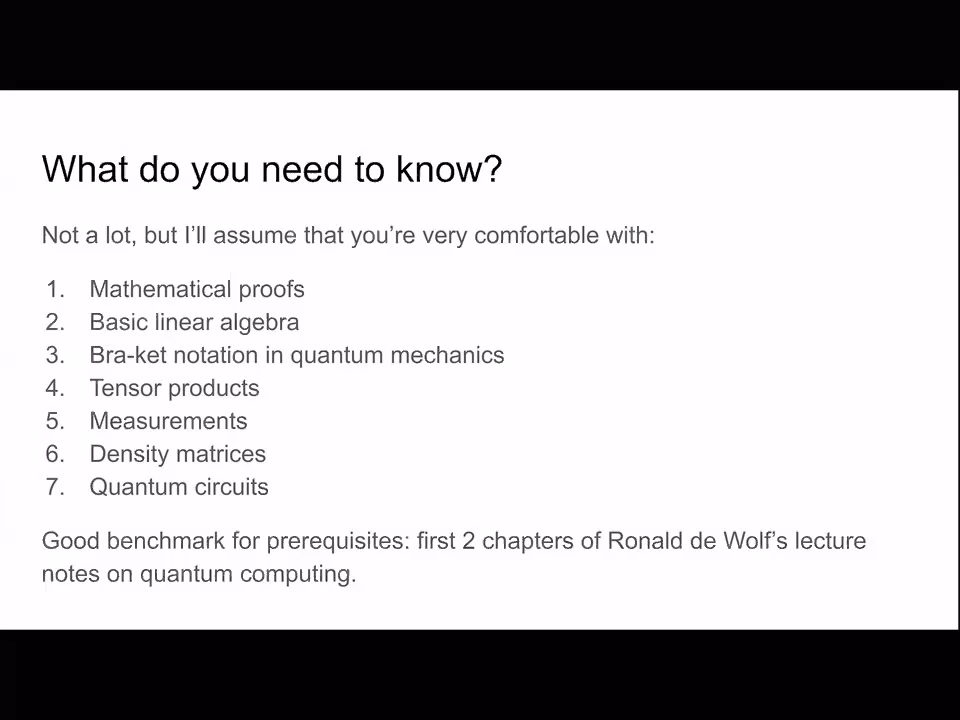 What do you need to know?
Not a lot, but I’ll assume that you’re very comfortable with:
1. Mathematical proofs
2. Basic linear algebra
3. Bra-ket notation in quantum mechanics
4. Tensor products
5. Measurements
6. Density matrices
7. Quantum circuits
Good benchmark for prerequisites: first 2 chapters of Ronald de Wolf’s lecture
notes on quantum computing.